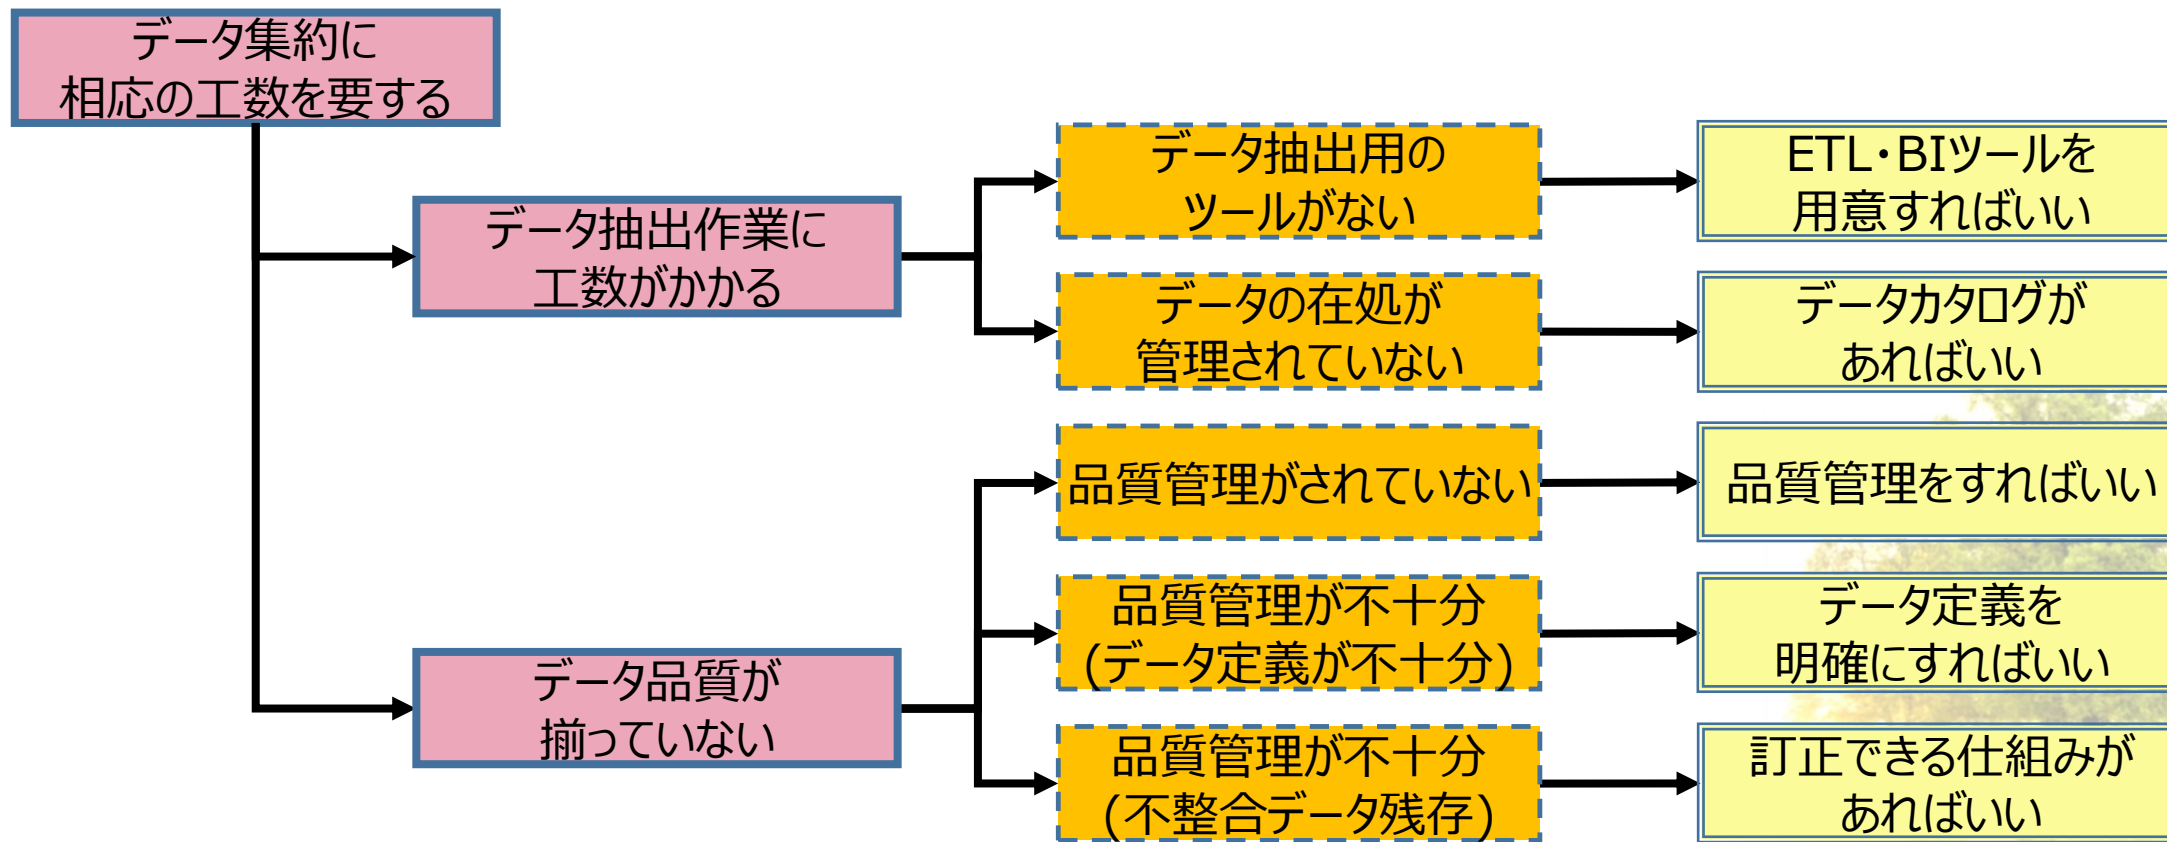 データ集約に
相応の工数を要する
データ抽出作業に
工数がかかる
データ抽出用の
ツールがない
ETL・BIツールを
用意すればいい
データの在処が
管理されていない
データカタログが
あればいい
品質管理がされていない
品質管理をすればいい
データ品質が
揃っていない
品質管理が不十分
(データ定義が不十分)
データ定義を
明確にすればいい
品質管理が不十分
(不整合データ残存)
訂正できる仕組みが
あればいい